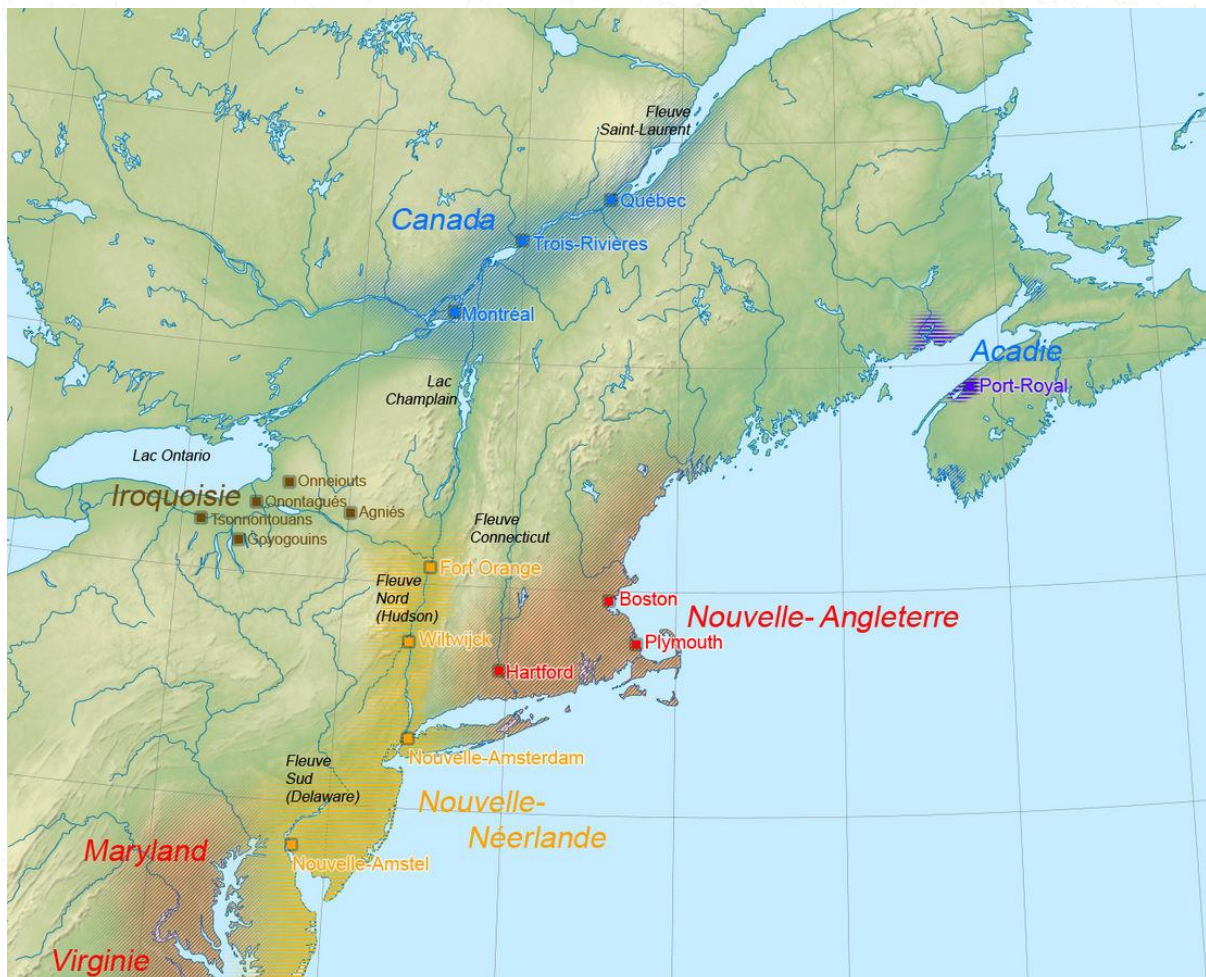 Fleuve
Saint-Laurent
Québec
Canada
Trois-Rivières
Montréal
Acadie
Port-Royal
Lac
Champlain
Lac Ontario
Onneiouts
Iroquoisie
Onontagués
Tsonnontouans
Agniés
Goyogouins
Fleuve
Connecticut
Fort Orange
Fleuve
Nord
(Hudson)
Boston
Nouvelle- Angleterre
Wiltwijck
Plymouth
Hartford
Nouvelle-Amsterdam
Fleuve
Sud
(Delaware)
Nouvelle-
Néerlande
Maryland
Nouvelle-Amstel
Virginie